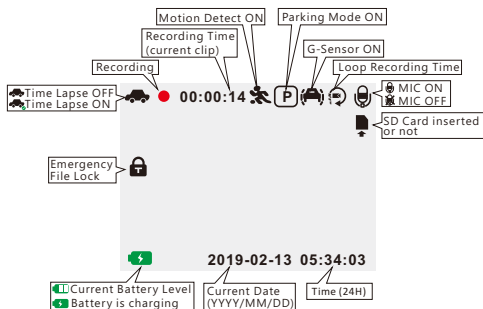 Motion Detect ON
Parking Mode ON
Recording Time
(current clip)
G-Sensor ON
Recording
Loop Recording Time
Time Lapse OFF
Time Lapse ON
00:00:14
P
MIC ON
MIC OFF
SD Card inserted
or not
Emergency
File Lock
2019-02-13 05:34:03
Current Battery Level
Battery is charging
Current Date
(YYYY/MM/DD)
Time (24H)